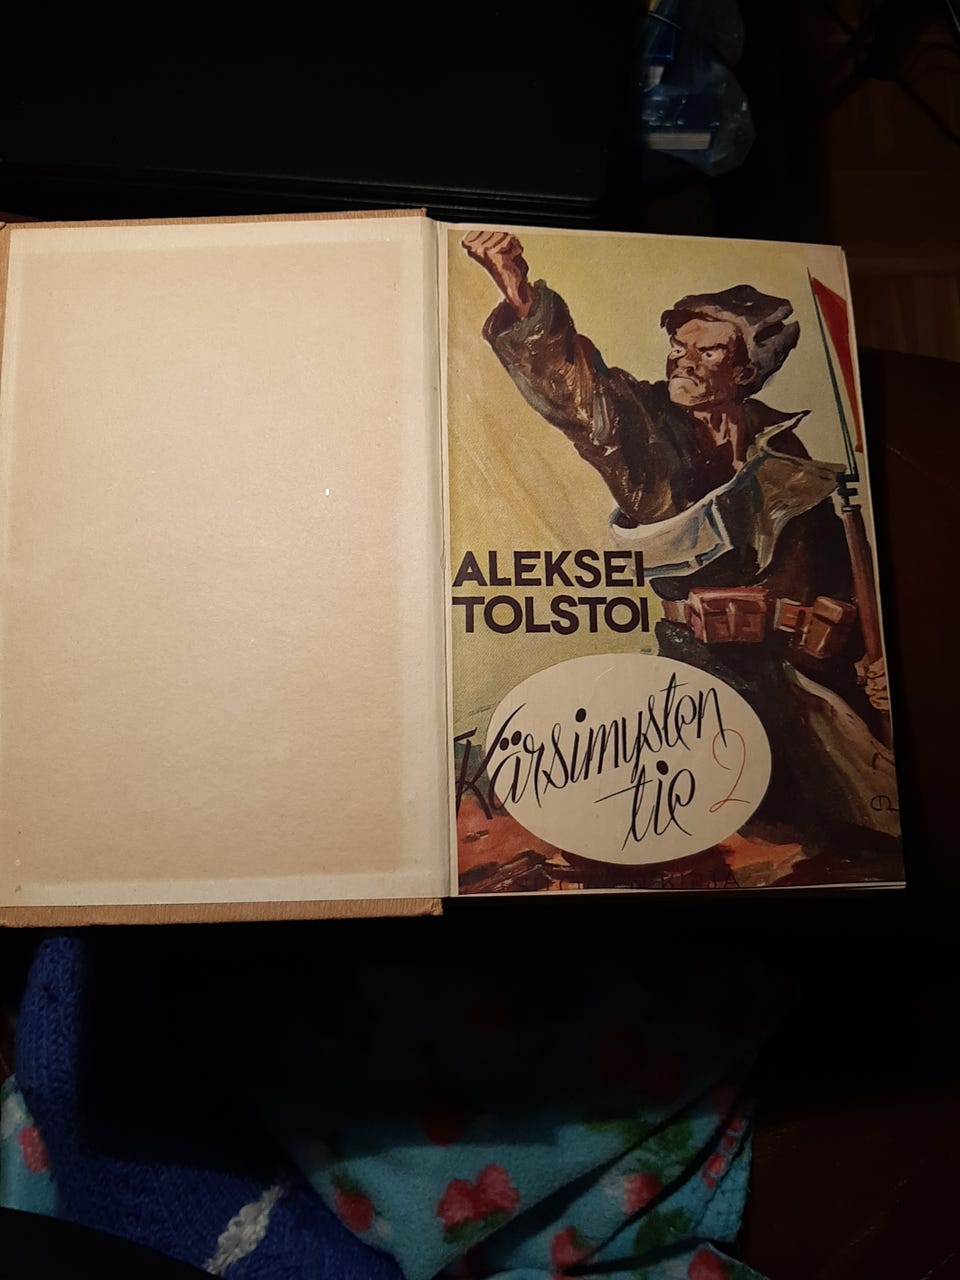 ALEKSEI
TOLSTOI
Kärsimysten
tie 2